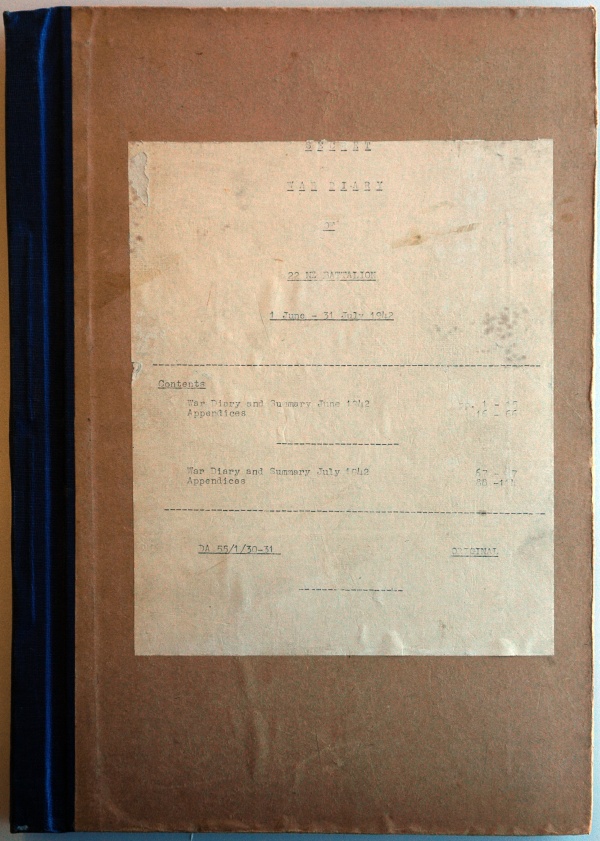 SECRET
WAR DIARY
OF
22 NZ BATTALION
1 June - 31 July 1942
Contents
War Diary and Summary June 1942
Appendices
War Diary and Summary July 1942
Appendices
DA 55/1/30-31
ORIGINAL